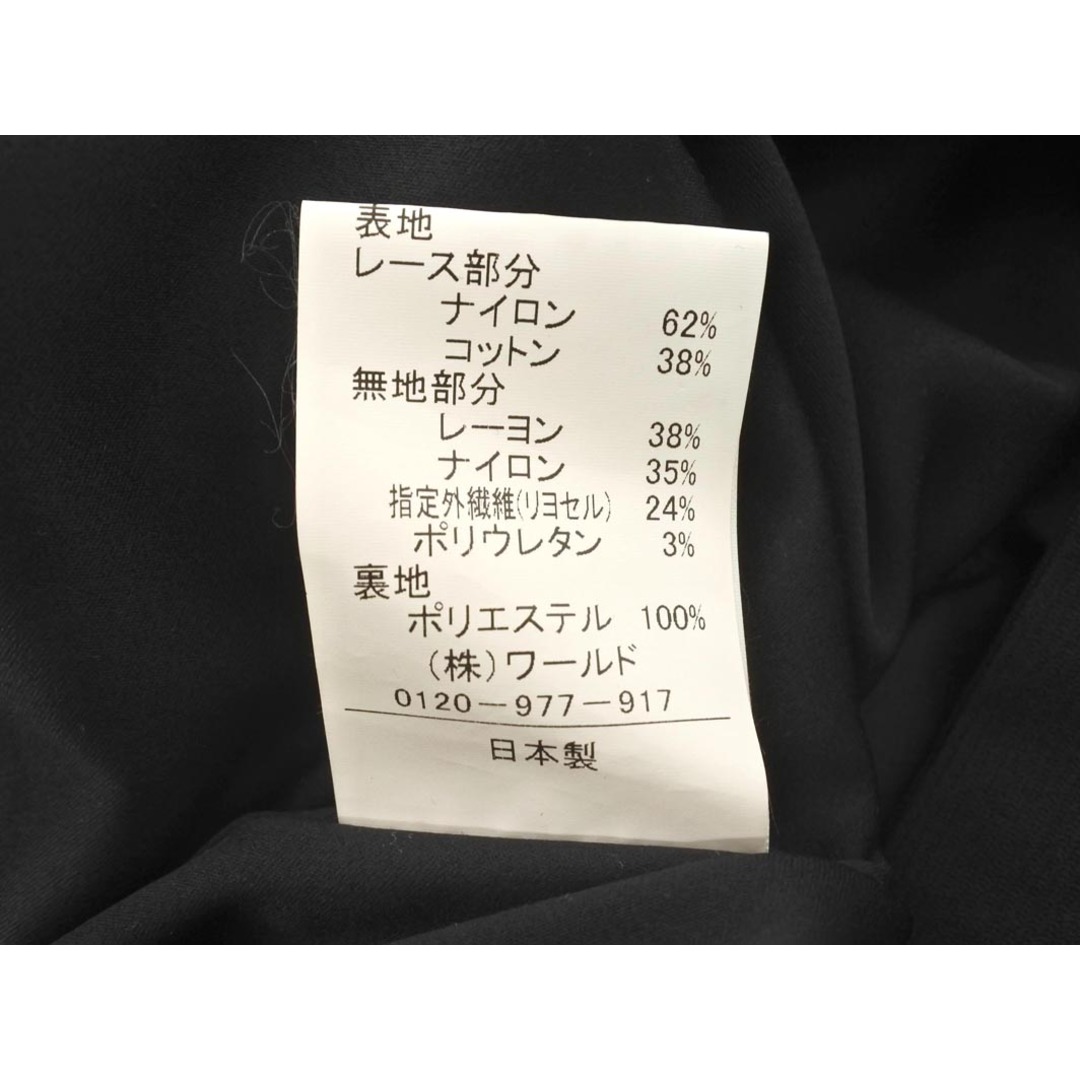 表地
レース部分
ナイロン 62%
コットン 38%
無地部分
レーヨン 38%
ナイロン 35%
指定外繊維(リヨセル) 24%
ポリウレタン 3%
裏地
ポリエステル 100%
(株)ワールド
0120-977-917
日本製